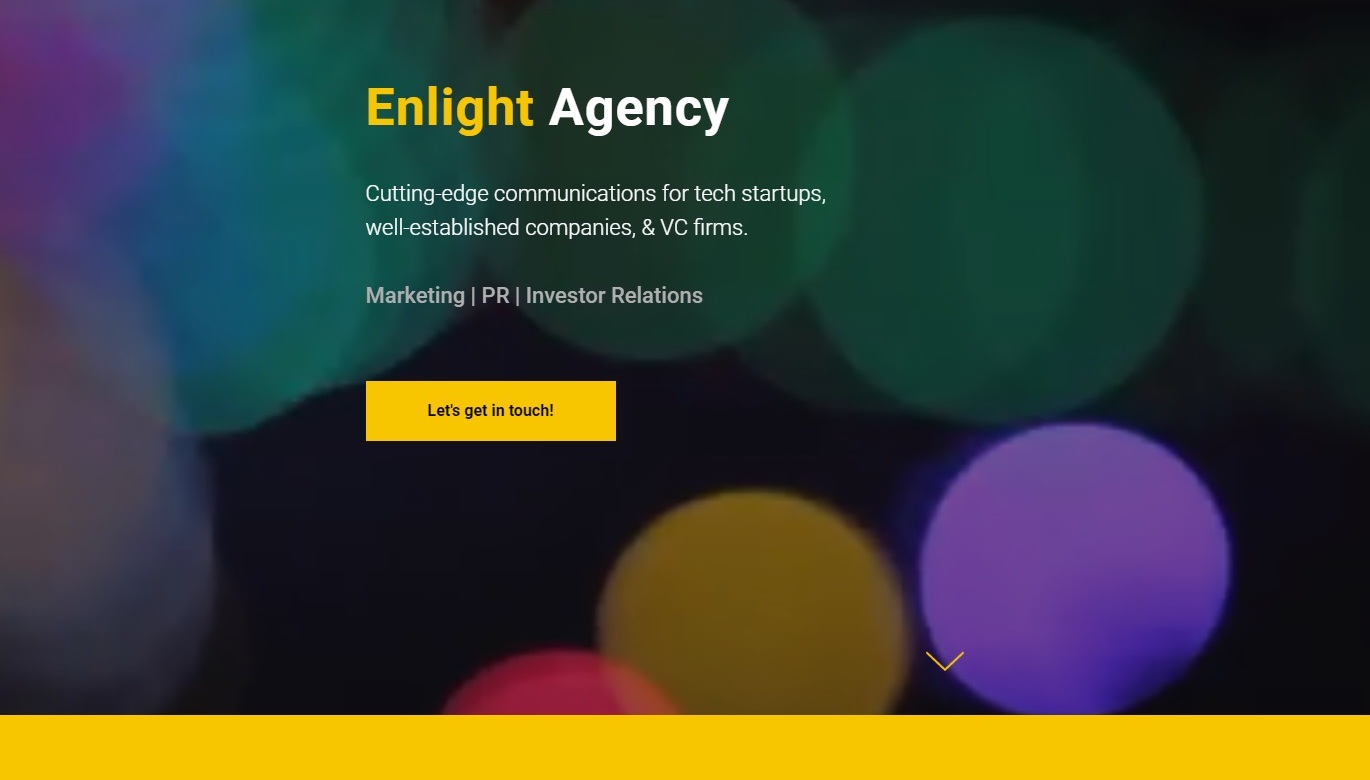 Enlight Agency
Cutting-edge communications for tech startups,
well-established companies, & VC firms.
Marketing | PR | Investor Relations
Let's get in touch!